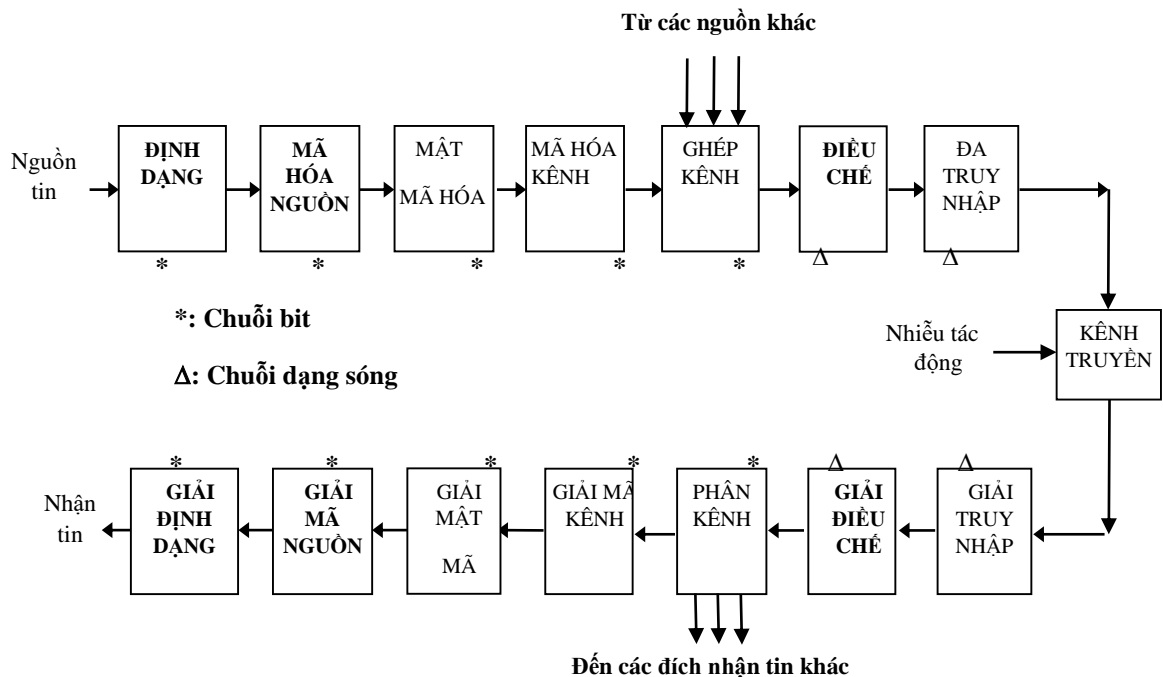 Từ các nguồn khác
Nguồn
tin
ĐỊNH
DẠNG
MÃ
HÓA
NGUỒN
MẬT
MÃ HÓA
MÃ HÓA
KÊNH
GHÉP
KÊNH
ĐIỀU
CHẾ
ĐA
TRUY
NHẬP
* * * * * Δ Δ
*: Chuỗi bit
Δ: Chuỗi dạng sóng
Nhiễu tác
động
KÊNH
TRUYỀN
* * * * * Δ Δ
Nhận
tin
GIẢI
ĐỊNH
DẠNG
GIẢI
MÃ
NGUỒN
GIẢI
MẬT
MÃ
GIẢI MÃ
KÊNH
PHÂN
KÊNH
GIẢI
ĐIỀU
CHẾ
GIẢI
TRUY
NHẬP
Đến các đích nhận tin khác